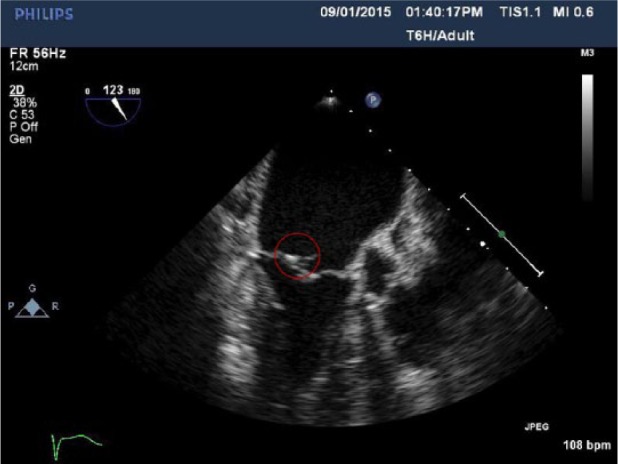 PHILIPS
09/01/2015 01:40:17PM TIS1.1 MI 0.6
T6H/Adult
FR 56Hz
12cm
M3
2D
38%
C 53
P Off
Gen
0 123 180
P
G
P R
JPEG
108 bpm